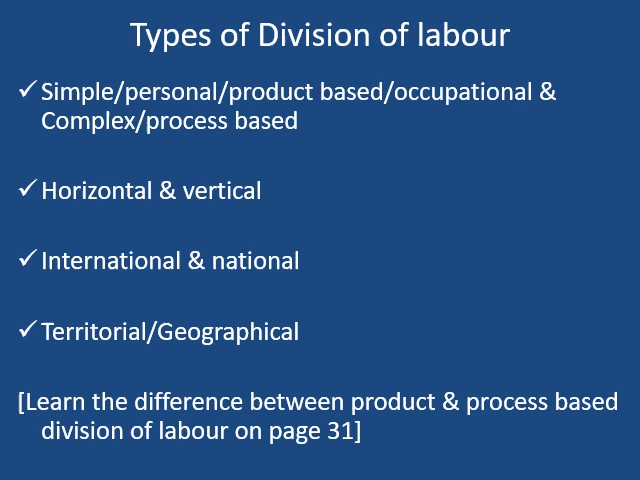 Types of Division of labour
✓Simple/personal/product based/occupational &
Complex/process based
✓Horizontal & vertical
✓International & national
✓Territorial/Geographical
[Learn the difference between product & process based
division of labour on page 31]